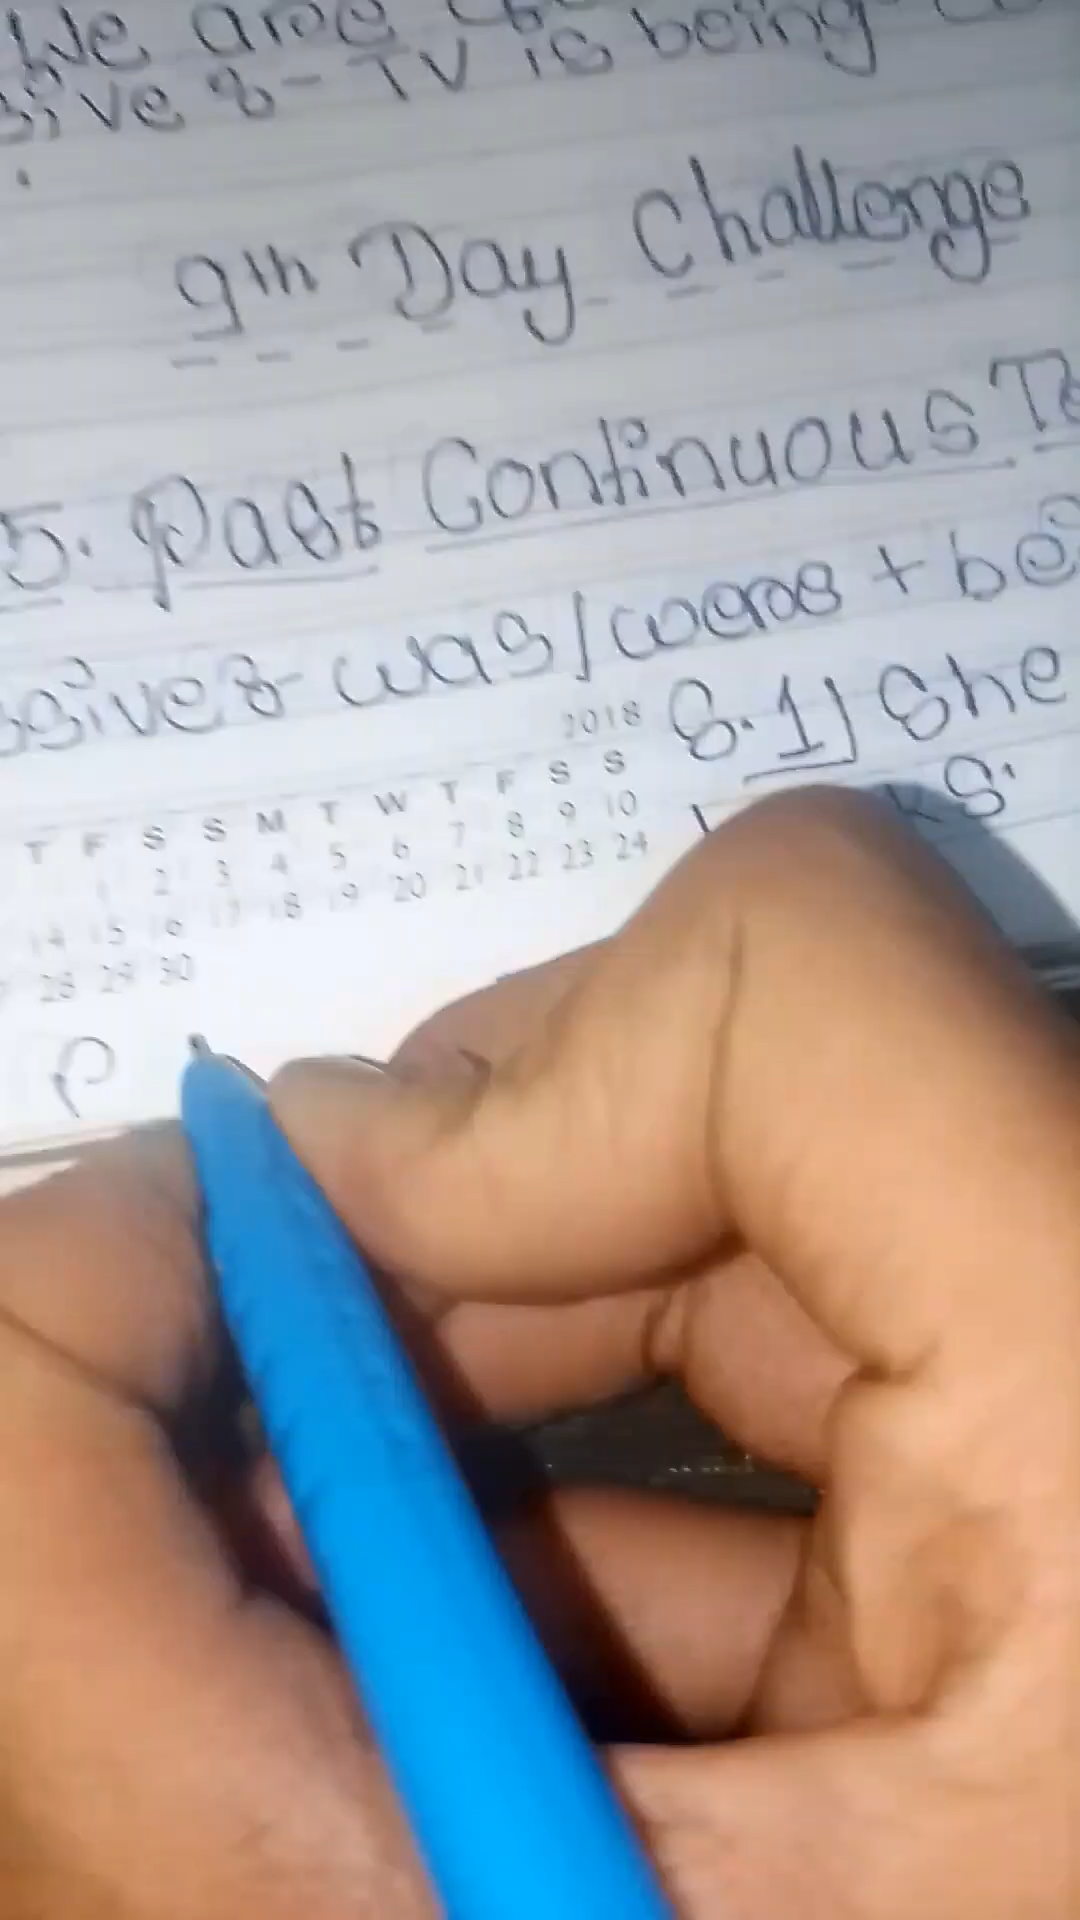 We are
sive :- TV is being
9th Day Challenge
5. Past Continuous
ssive :- was/were + be
S.1) She
S.
2018
T F S S M T W T F S S
1 2 3 4 5 6 7 8 9 10
14 15 16 17 18 19 20 21 22 23 24
28 29 30
P